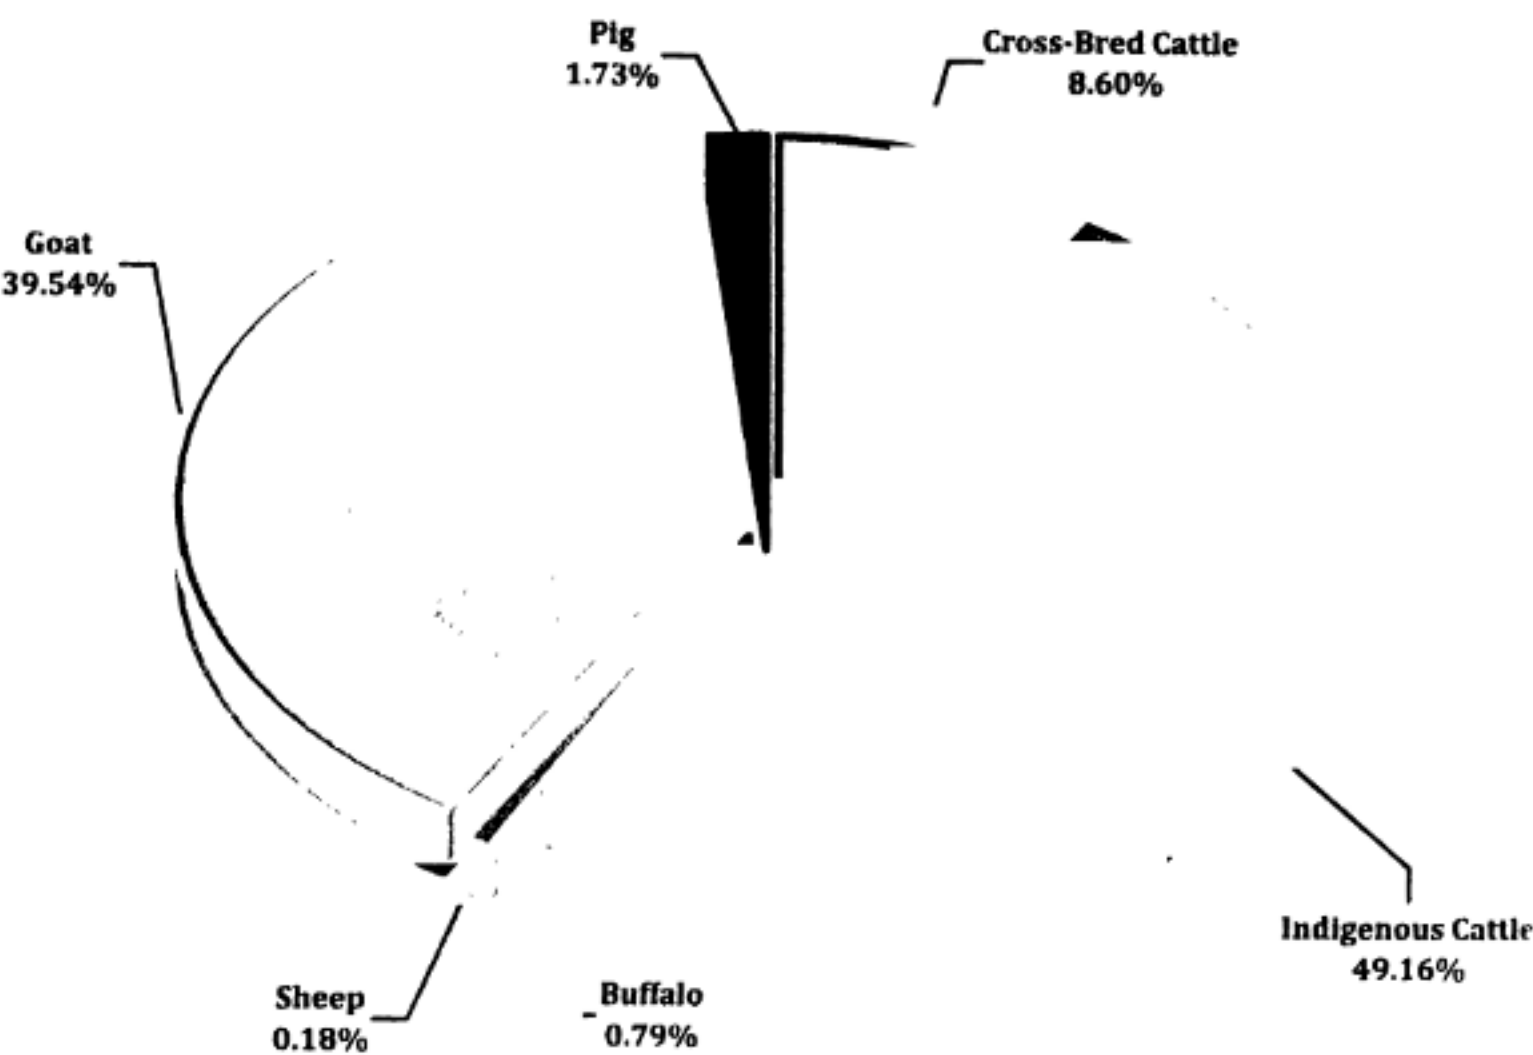 Pig
1.73%
Cross-Bred Cattle
8.60%
Goat
39.54%
Indigenous Cattle
49.16%
Sheep
0.18%
Buffalo
0.79%